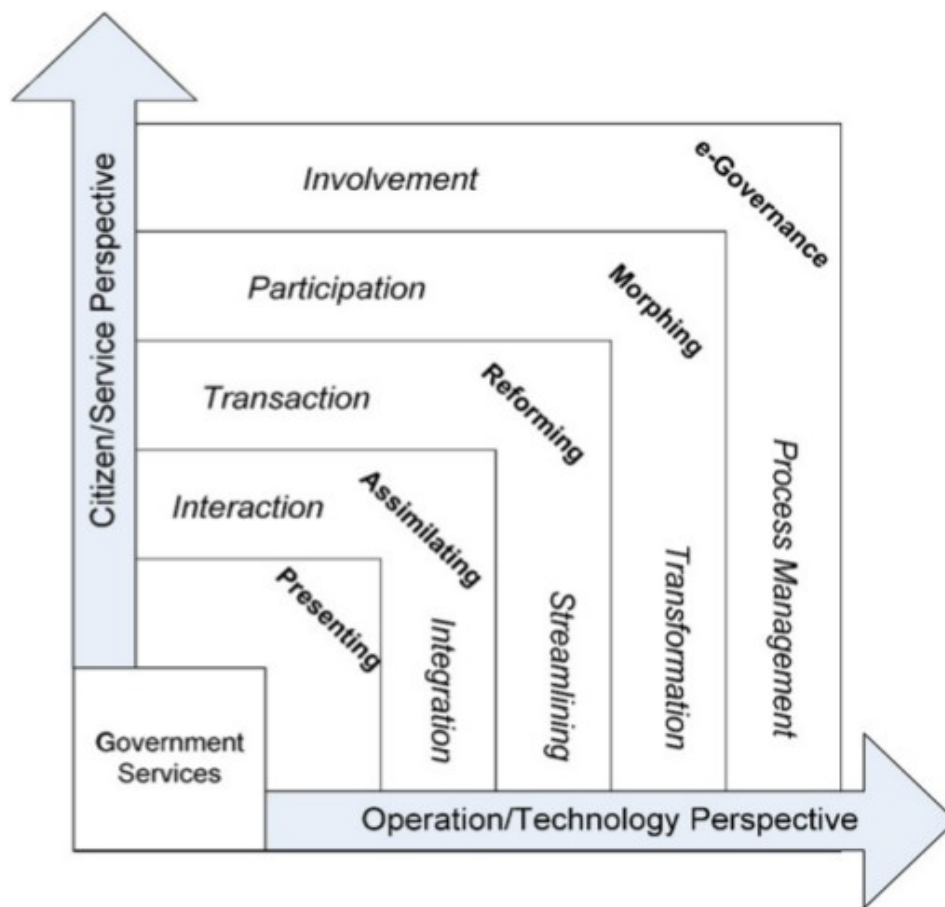 Citizen/Service Perspective
Involvement
e-Governance
Participation
Morphing
Transaction
Reforming
Interaction
Assimilating
Presenting
Integration
Streamlining
Transformation
Process Management
Government
Services
Operation/Technology Perspective